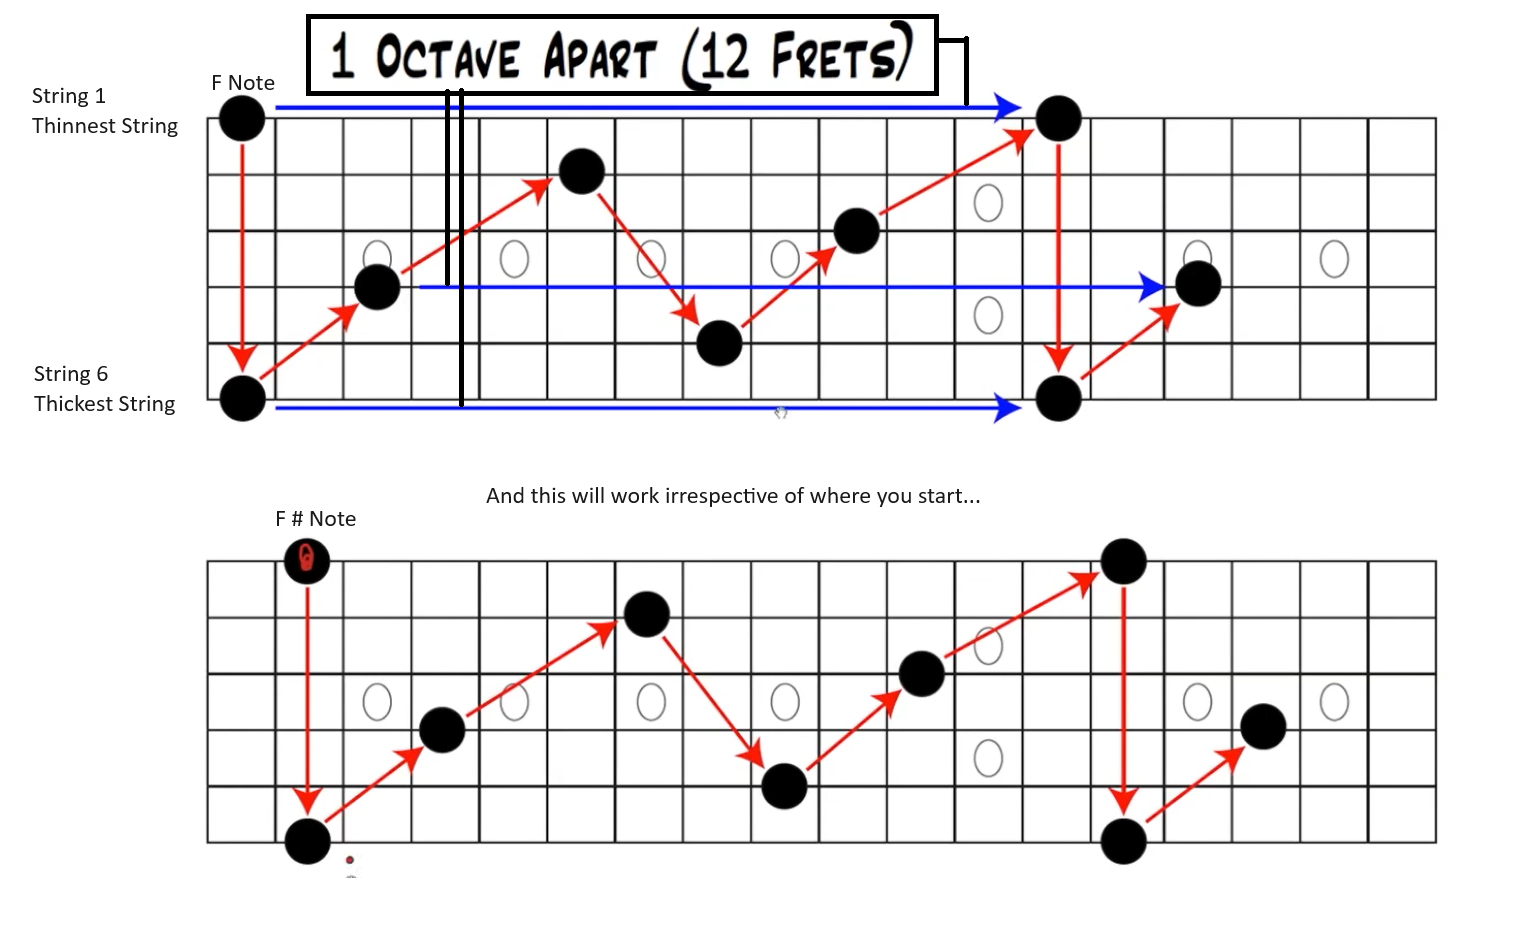 1 Octave Apart (12 Frets)
F Note
String 1
Thinnest String
String 6
Thickest String
And this will work irrespective of where you start...
F # Note